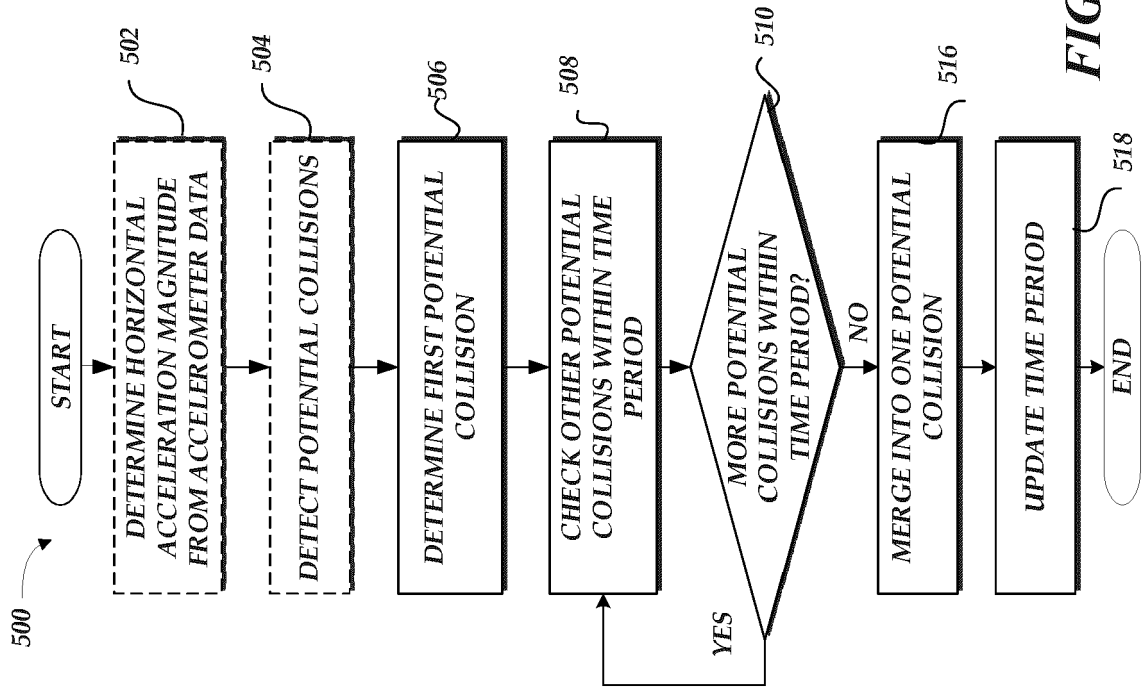 500
START
502
DETERMINE HORIZONTAL
ACCELERATION MAGNITUDE
FROM ACCELEROMETER DATA
504
DETECT POTENTIAL COLLISIONS
506
DETERMINE FIRST POTENTIAL
COLLISION
508
CHECK OTHER POTENTIAL
COLLISIONS WITHIN TIME
PERIOD
510
MORE POTENTIAL
COLLISIONS WITHIN
TIME PERIOD?
YES
NO
516
MERGE INTO ONE POTENTIAL
COLLISION
UPDATE TIME PERIOD
518
END
FIG